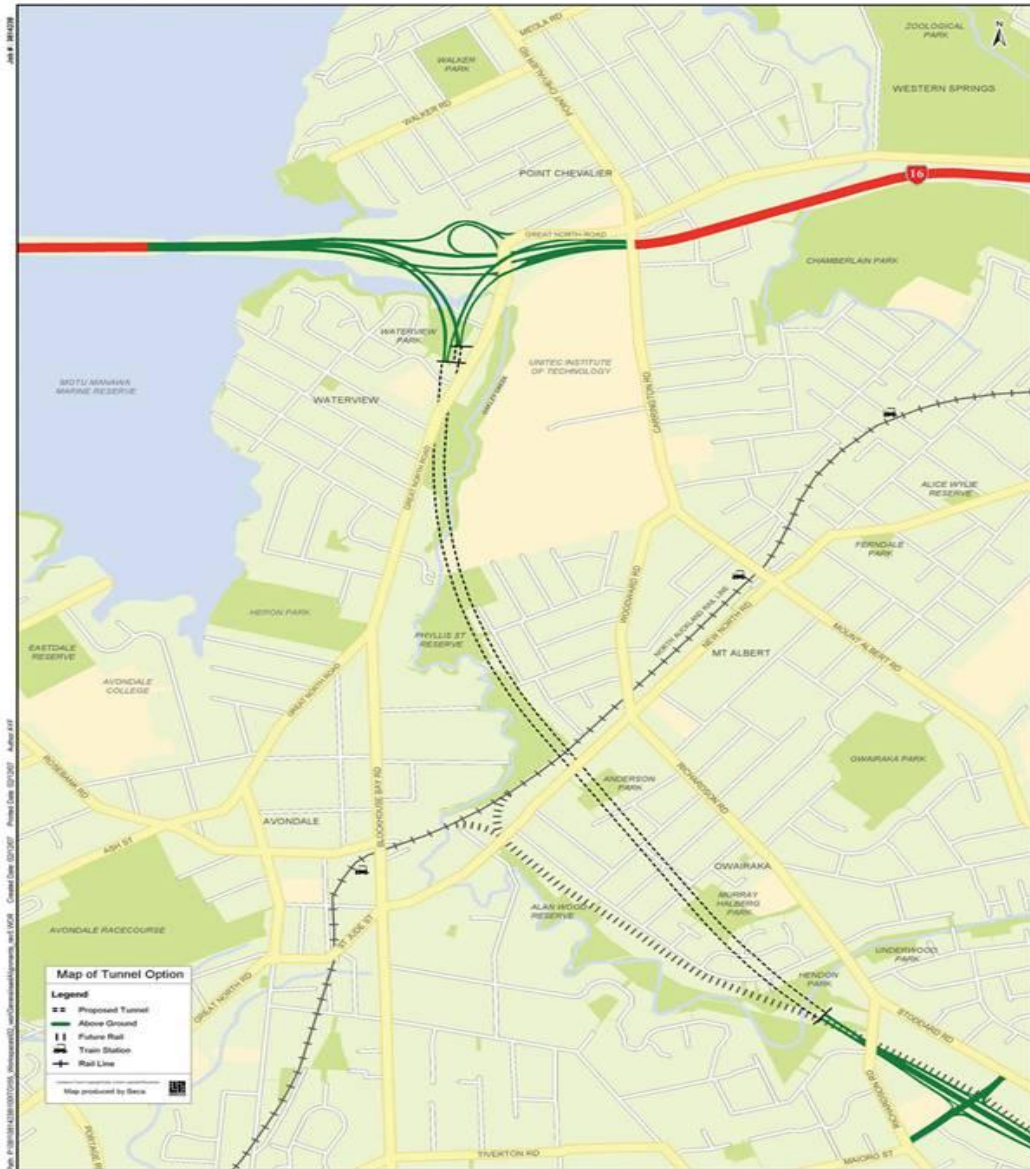 MEOLA RD
ZOOLOGICAL
PARK
N
WALKER
PARK
POINT CHEVALIER RD
WESTERN SPRINGS
WALKER RD
POINT CHEVALIER
16
GREAT NORTH ROAD
CHAMBERLAIN PARK
WATERVIEW
PARK
UNITEC INSTITUTE
OF TECHNOLOGY
MOTU MANAWA
MARINE RESERVE
WATERVIEW
OAKLEY CREEK
CARRINGTON RD
GREAT NORTH ROAD
ALICE WYLIE
RESERVE
FERNDALE
PARK
WOODWARD RD
NORTH AUCKLAND RAIL LINE
NEW NORTH RD
HERON PARK
PHYLLIS ST
RESERVE
MT ALBERT
MOUNT ALBERT RD
EASTDALE
RESERVE
AVONDALE
COLLEGE
GREAT NORTH ROAD
ROSEBANK RD
BLOCKHOUSE BAY RD
OWAIRAKA PARK
ANDERSON
PARK
RICHARDSON RD
AVONDALE
ASH ST
OWAIRAKA
ALAN WOOD
RESERVE
MURRAY
HALBERG
PARK
AVONDALE RACECOURSE
ST JUDE ST
UNDERWOOD
PARK
HENDON
PARK
GREAT NORTH RD
STODDARD RD
RICHARDSON RD
Map of Tunnel Option
Legend
Proposed Tunnel
Above Ground
Future Rail
Train Station
Rail Line
Map produced by Beca
TIVERTON RD
MAIORO ST